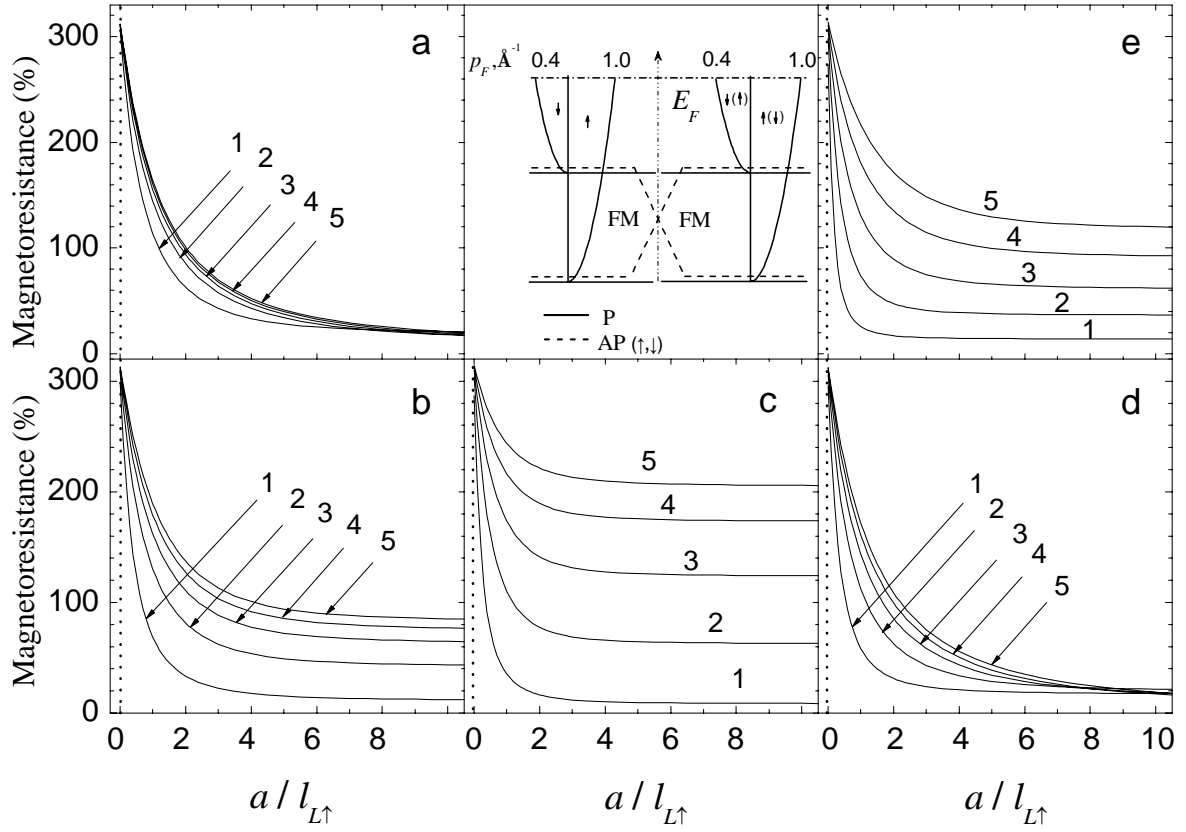 300
200
100
0
Magnetoresistance (%)
a
1
2
3
4
5
p_F, Å^-1
0.4
1.0
0.4
1.0
E_F
↓
↑
↓(↑)
↑(↓)
FM
FM
P
AP (↑,↓)
e
5
4
3
2
1
300
200
100
0
Magnetoresistance (%)
b
1
2
3
4
5
c
5
4
3
2
1
d
1
2
3
4
5
0 2 4 6 8
0 2 4 6 8
0 2 4 6 8 10
a / l_L↑
a / l_L↑
a / l_L↑